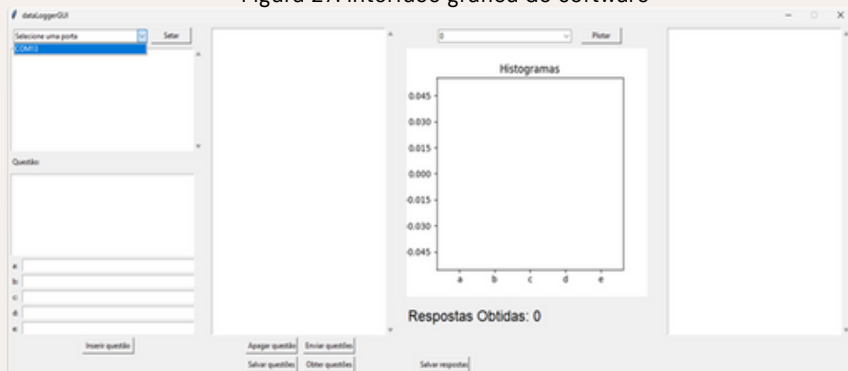 Figura 27. Interface gráfica do software
dataLoggerGUI
Selecione uma porta
Setar
COM13
0
Plotar
Histogramas
0.045
0.030
0.015
0.000
-0.015
-0.030
-0.045
a b c d e
Respostas Obtidas: 0
Questão:
a:
b:
c:
d:
e:
Inserir questão
Apagar questão Enviar questões
Salvar questões Obter questões
Salvar respostas